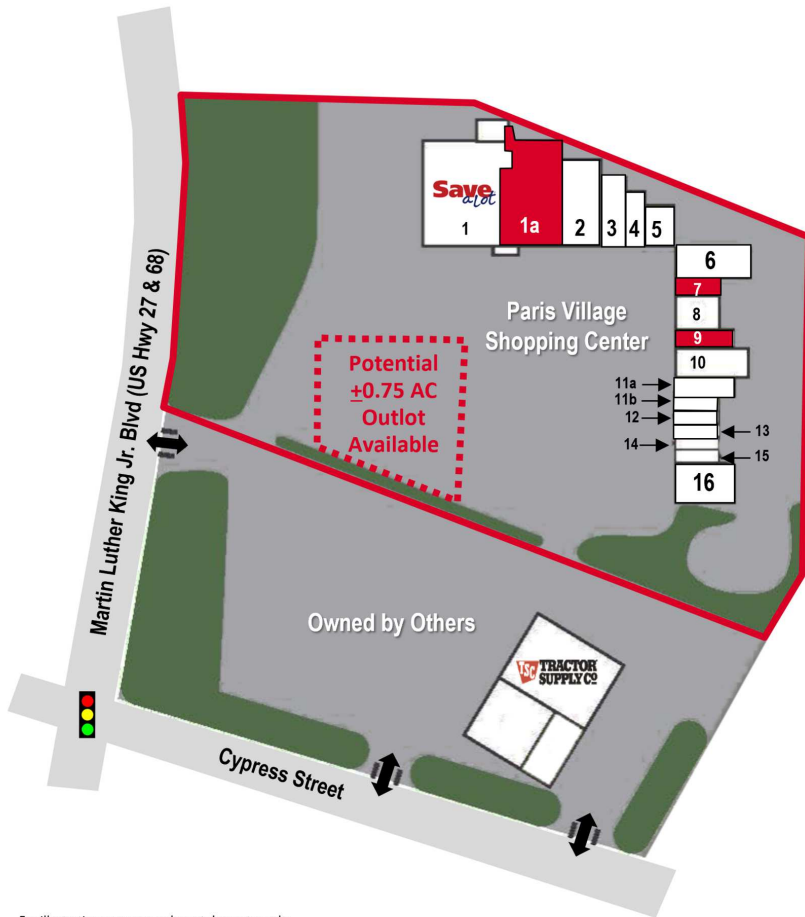 Martin Luther King Jr. Blvd (US Hwy 27 & 68)
Save
a lot
1
1a
2
3
4
5
6
7
8
9
10
Paris Village
Shopping Center
Potential
±0.75 AC
Outlot
Available
11a
11b
12
13
14
15
16
Owned by Others
TSC TRACTOR
SUPPLY CO
Cypress Street